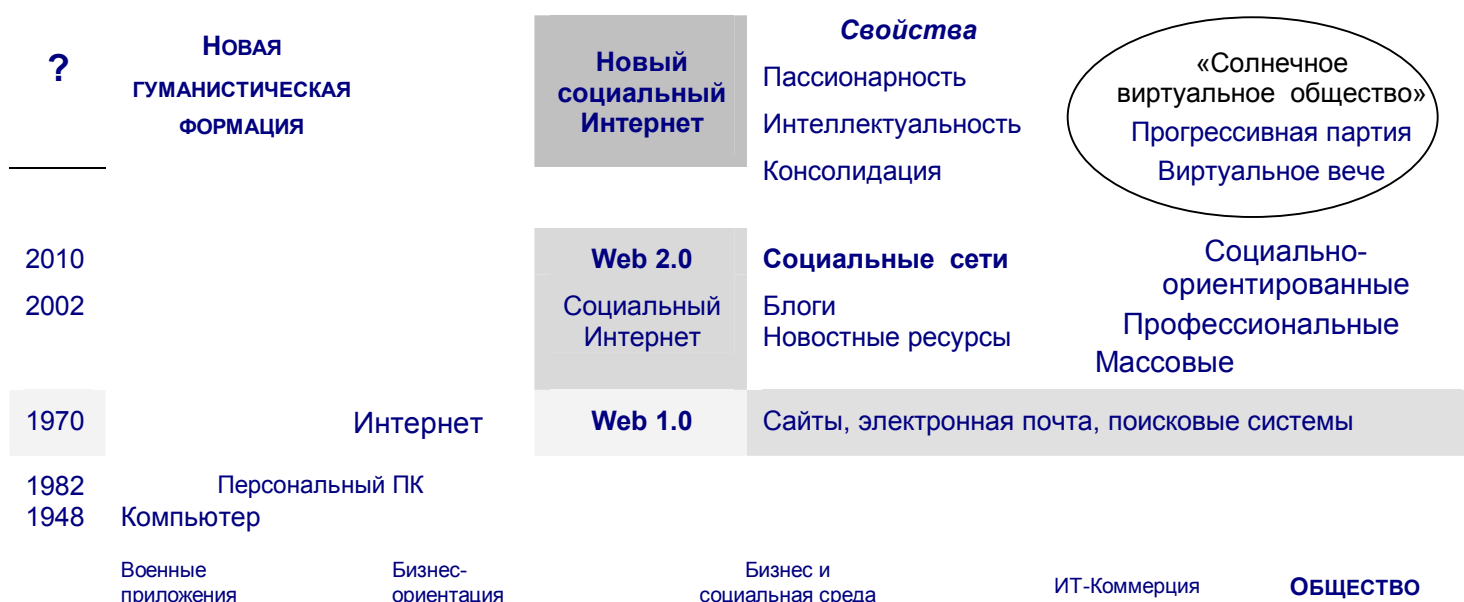 ?
НОВАЯ
ГУМАНИСТИЧЕСКАЯ
ФОРМАЦИЯ
Новый
социальный
Интернет
Свойства
Пассионарность
Интеллектуальность
Консолидация
«Солнечное
виртуальное общество»
Прогрессивная партия
Виртуальное вече
2010
2002
Web 2.0
Социальный
Интернет
Социальные сети
Блоги
Новостные ресурсы
Социально-
ориентированные
Профессиональные
Массовые
1970
Интернет
Web 1.0
Сайты, электронная почта, поисковые системы
1982
Персональный ПК
1948
Компьютер
Военные
приложения
Бизнес-
ориентация
Бизнес и
социальная среда
ИТ-Коммерция
ОБЩЕСТВО